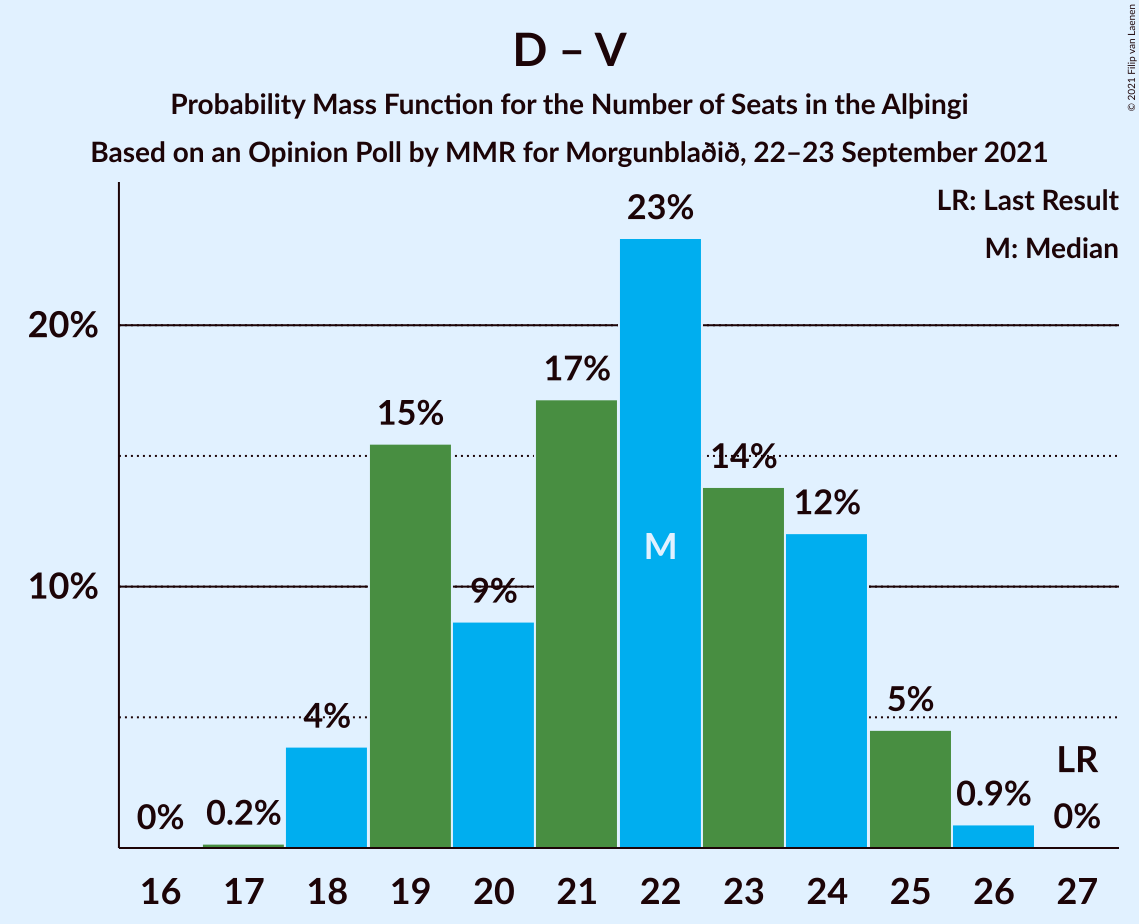 D – V
Probability Mass Function for the Number of Seats in the Alþingi
Based on an Opinion Poll by MMR for Morgunblaðið, 22–23 September 2021
© 2021 Filip van Laenen
LR: Last Result
M: Median
20%
10%
0%
0.2%
4%
15%
9%
17%
23%
14%
12%
5%
0.9%
0%
LR
M
16 17 18 19 20 21 22 23 24 25 26 27